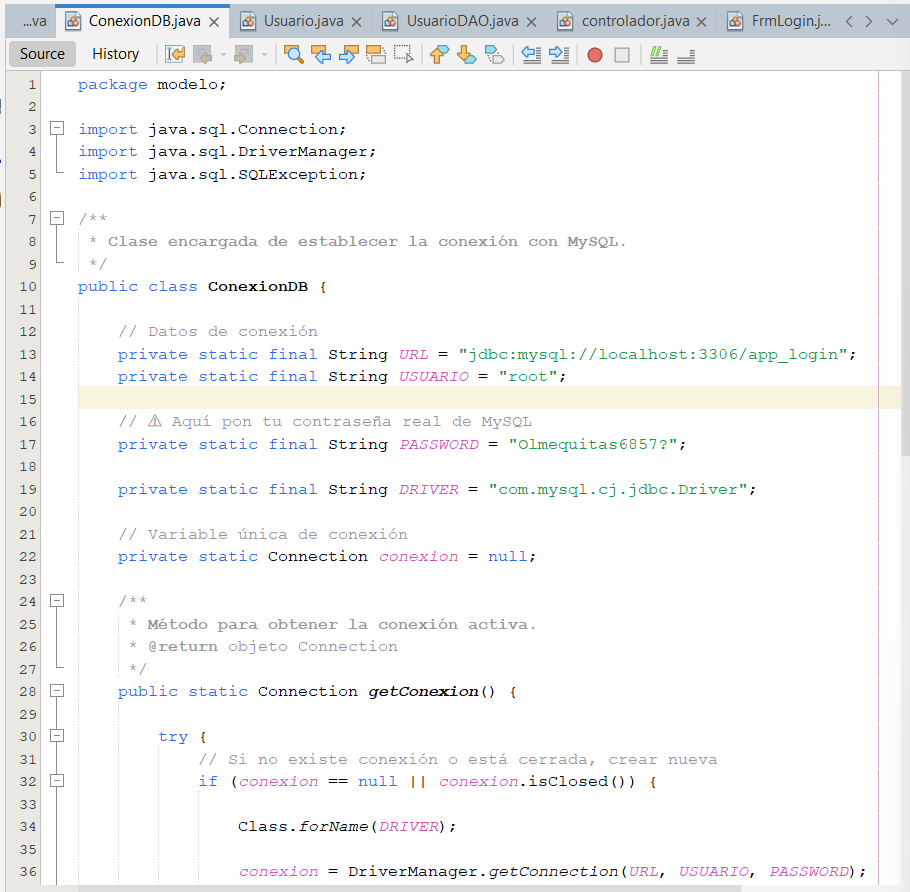 ...va ConexionDB.java × Usuario.java × UsuarioDAO.java × controlador.java × FrmLogin.j...
Source History
1 package modelo;
2
3 import java.sql.Connection;
4 import java.sql.DriverManager;
5 import java.sql.SQLException;
6
7 /**
8 * Clase encargada de establecer la conexión con MySQL.
9 */
10 public class ConexionDB {
11
12 // Datos de conexión
13 private static final String URL = "jdbc:mysql://localhost:3306/app_login";
14 private static final String USUARIO = "root";
15
16 // ⚠ Aquí pon tu contraseña real de MySQL
17 private static final String PASSWORD = "Olmequitas6857?";
18
19 private static final String DRIVER = "com.mysql.cj.jdbc.Driver";
20
21 // Variable única de conexión
22 private static Connection conexion = null;
23
24 /**
25 * Método para obtener la conexión activa.
26 * @return objeto Connection
27 */
28 public static Connection getConexion() {
29
30 try {
31 // Si no existe conexión o está cerrada, crear nueva
32 if (conexion == null || conexion.isClosed()) {
33
34 Class.forName(DRIVER);
35
36 conexion = DriverManager.getConnection(URL, USUARIO, PASSWORD);